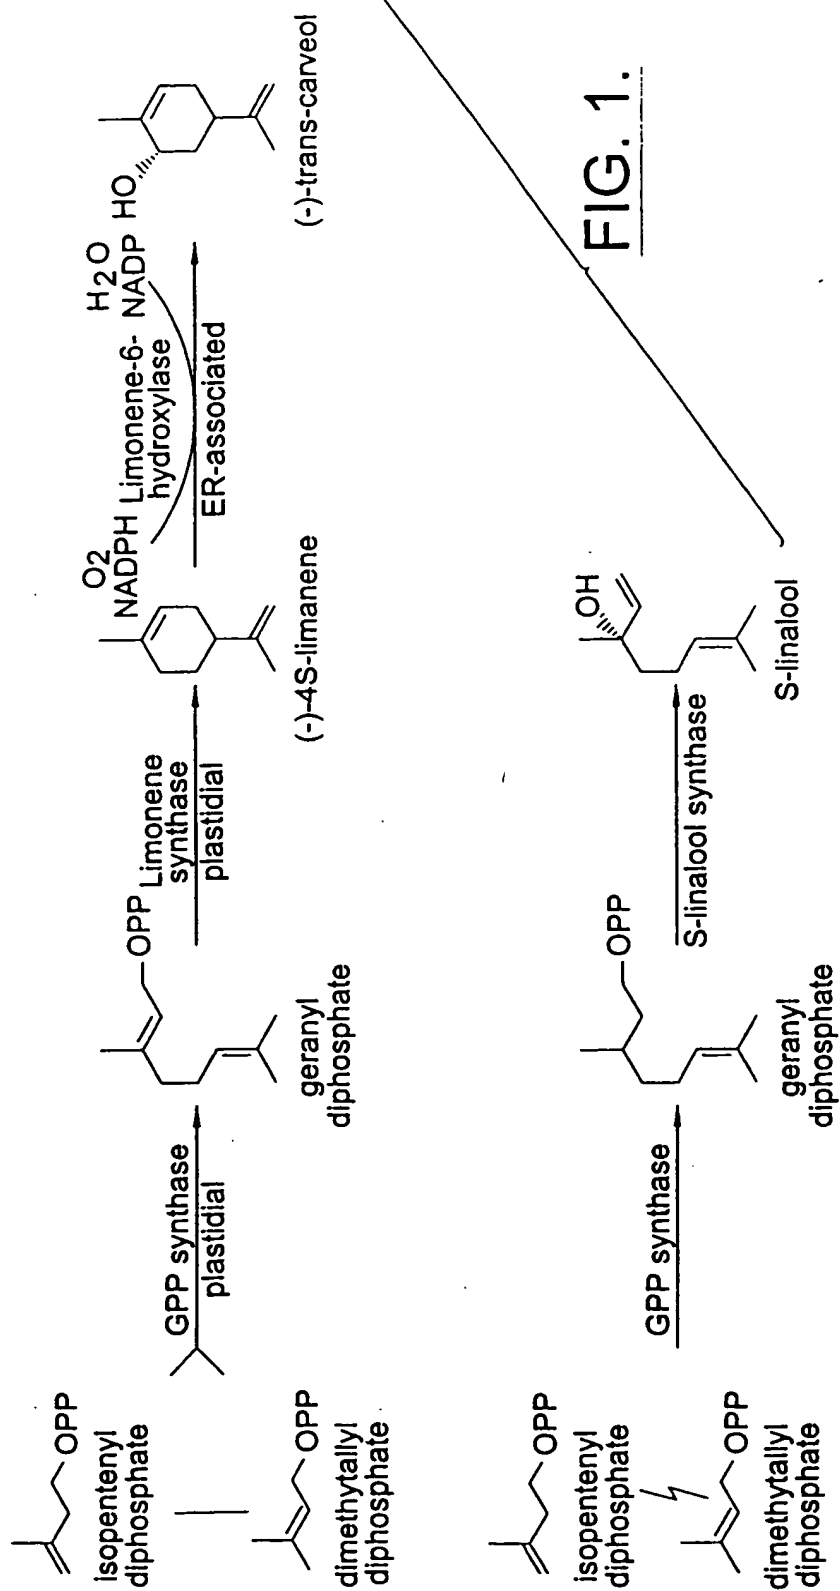 OPP
isopentenyl
diphosphate
OPP
dimethytallyl
diphosphate
GPP synthase
plastidial
OPP
geranyl
diphosphate
Limonene
synthase
plastidial
(-)-4S-limanene
O2
NADPH
Limonene-6-
hydroxylase
H2O
NADP
ER-associated
HO
(-)-trans-carveol
OPP
isopentenyl
diphosphate
OPP
dimethytallyl
diphosphate
GPP synthase
OPP
geranyl
diphosphate
S-linalool synthase
OH
S-linalool
FIG. 1.